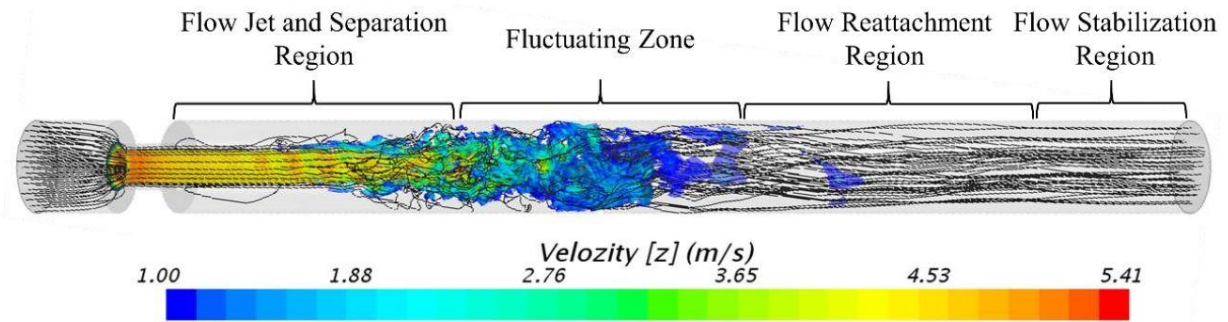 Flow Jet and Separation
Region
Fluctuating Zone
Flow Reattachment
Region
Flow Stabilization
Region
Velozity [z] (m/s)
1.00 1.88 2.76 3.65 4.53 5.41